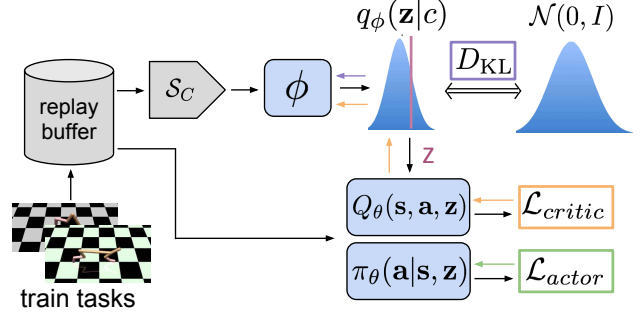 q_ϕ(z|c)
𝒩(0, I)
D_KL
replay
buffer
𝒮_C
ϕ
z
Q_θ(s, a, z)
ℒ_critic
π_θ(a|s, z)
ℒ_actor
train tasks